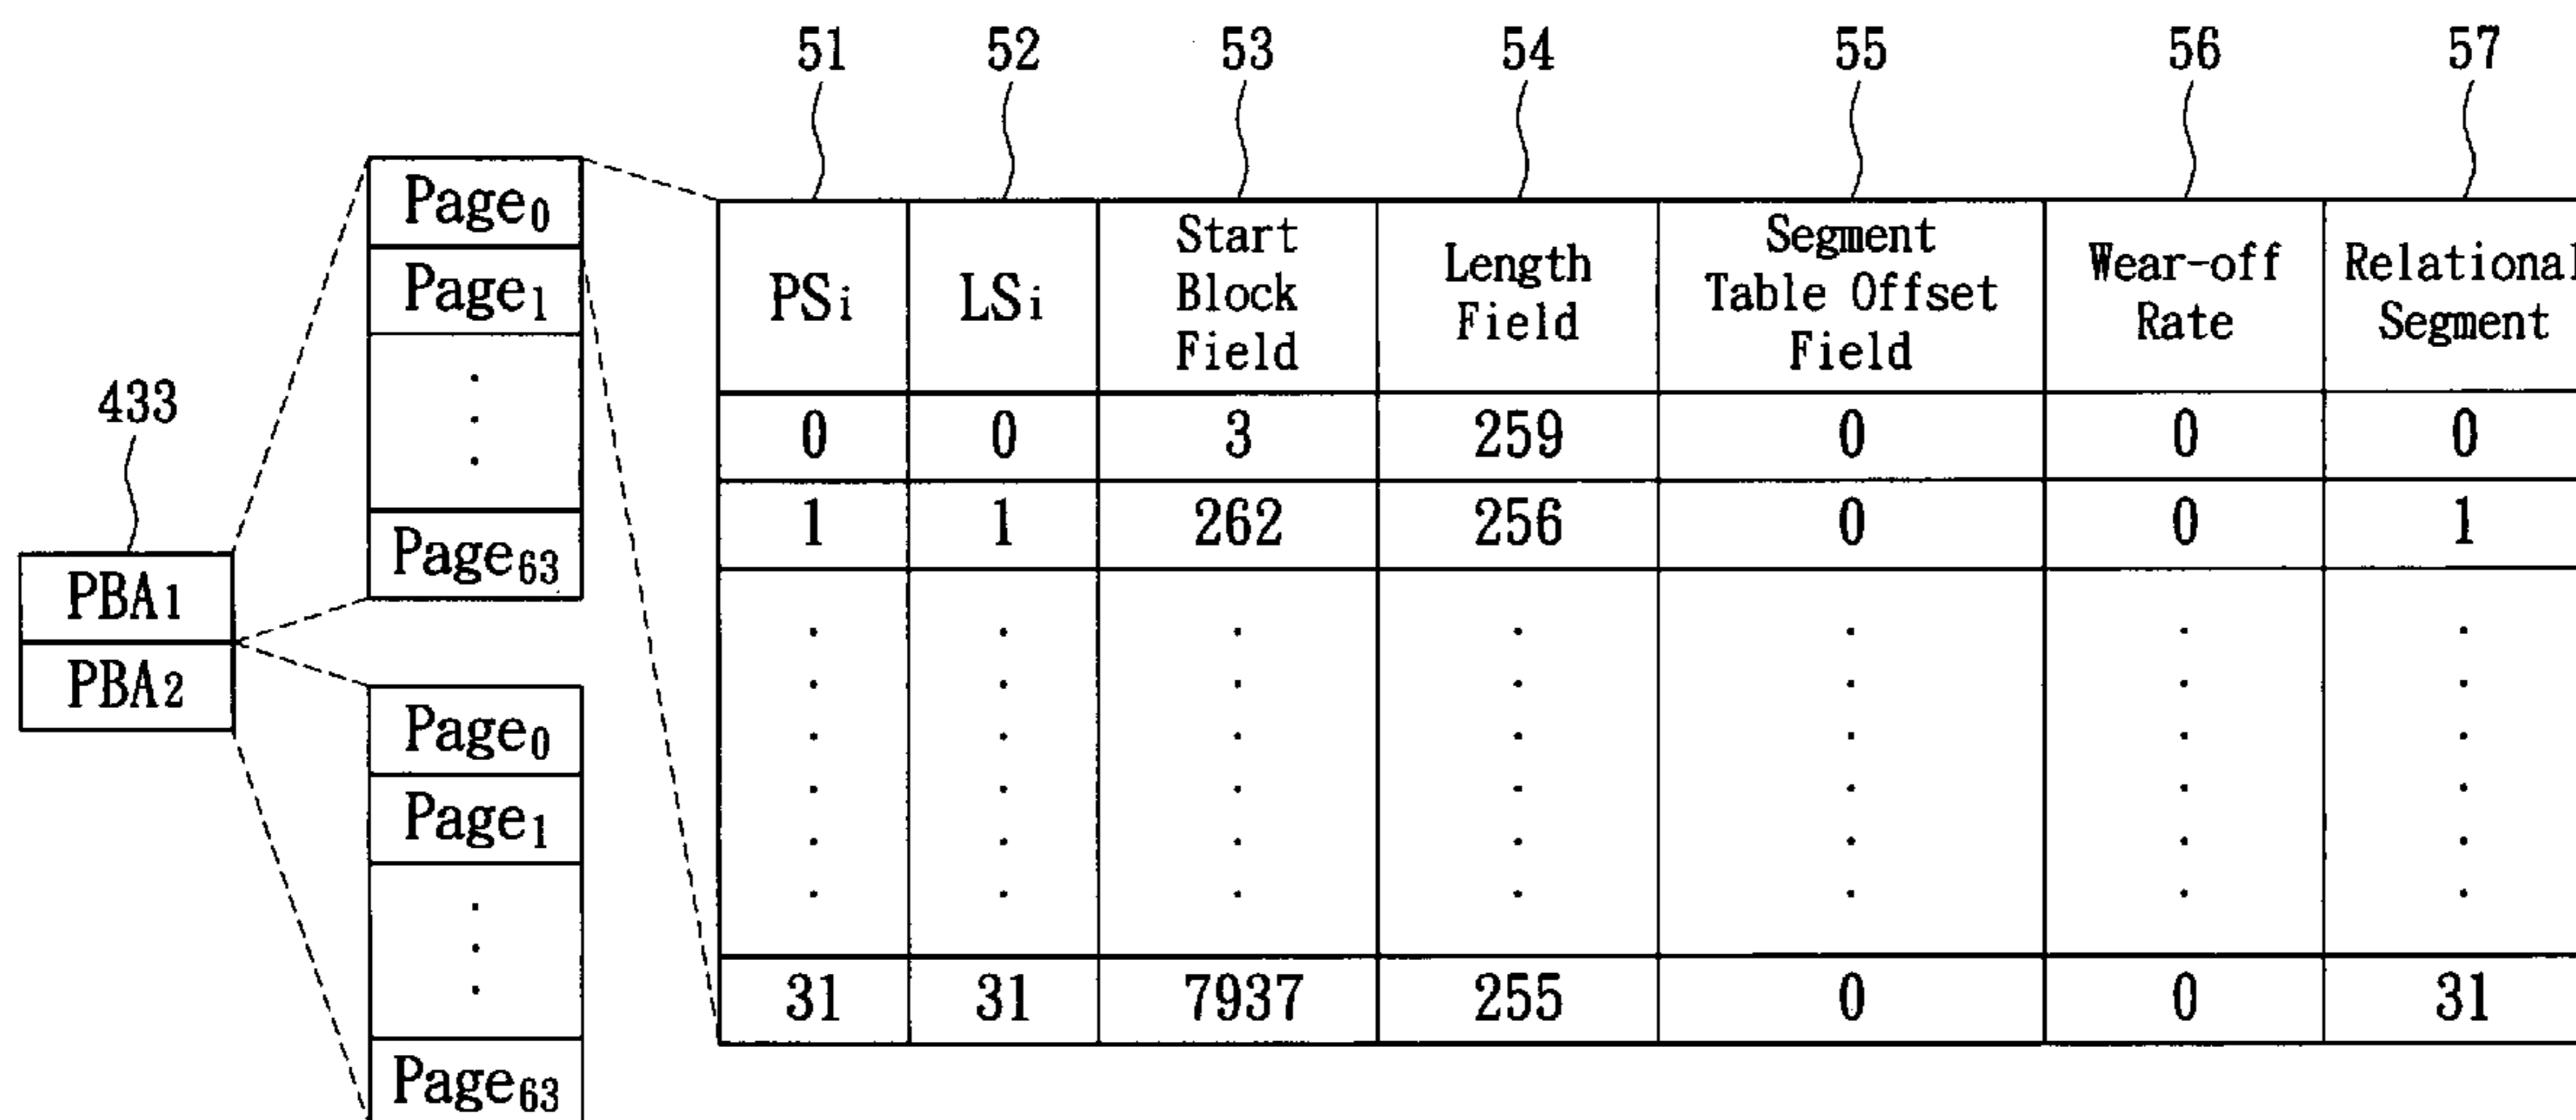 51 52 53 54 55 56 57
433
PBA1
PBA2
Page0
Page1
Page63
Page0
Page1
Page63
PSi LSi Start Block Field Length Field Segment Table Offset Field Wear-off Rate Relational Segment
0 0 3 259 0 0 0
1 1 262 256 0 0 1
31 31 7937 255 0 0 31